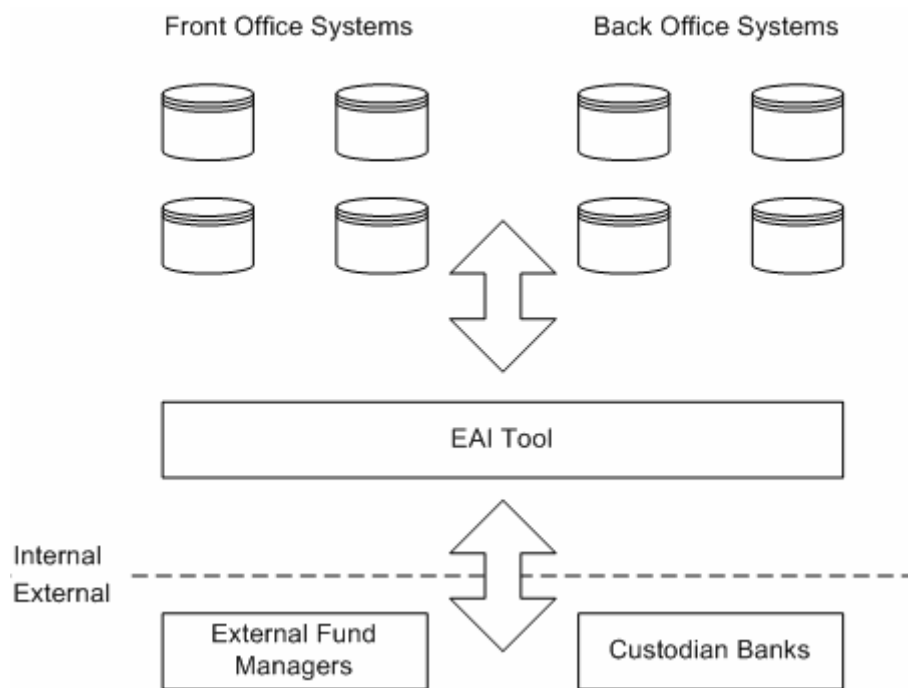 Front Office Systems
Back Office Systems
EAI Tool
Internal
External
External Fund
Managers
Custodian Banks